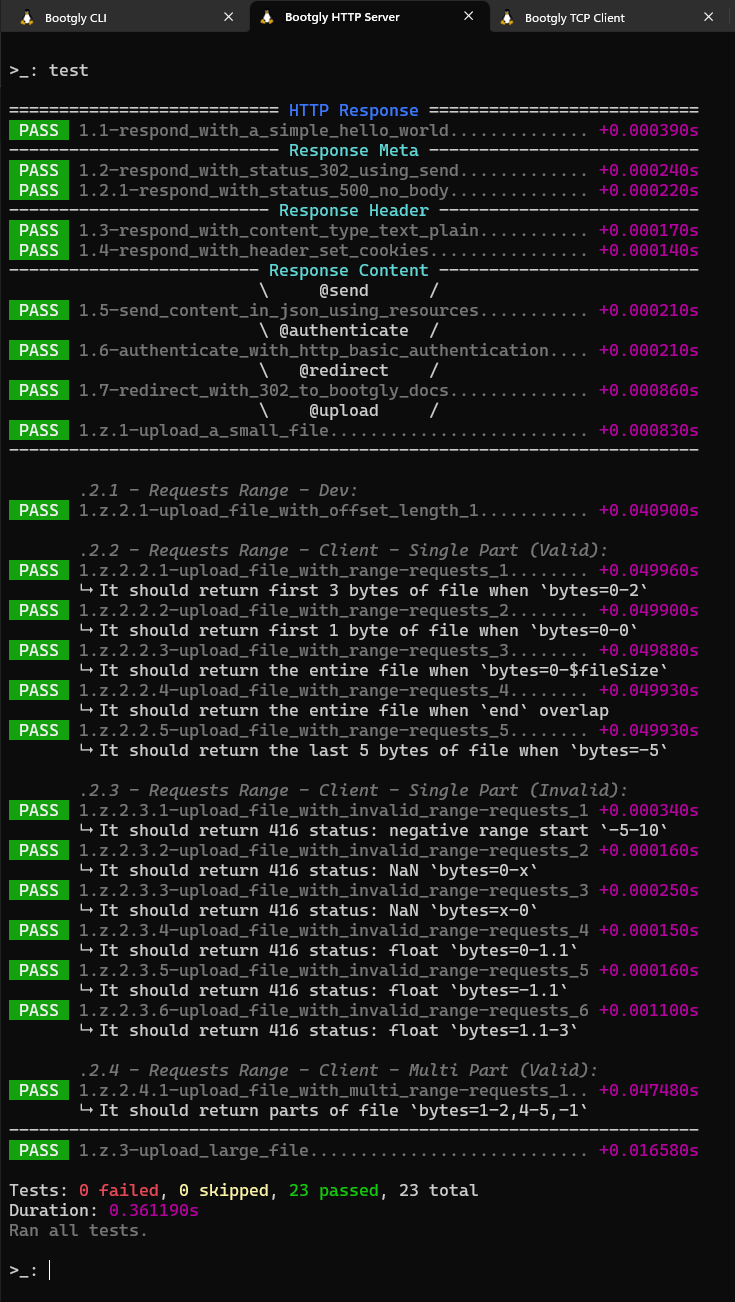 Bootgly CLI
Bootgly HTTP Server
Bootgly TCP Client
>_: test
=========================== HTTP Response ===========================
PASS 1.1-respond_with_a_simple_hello_world.............. +0.000390s
Response Meta
PASS 1.2-respond_with_status_302_using_send............. +0.000240s
PASS 1.2.1-respond_with_status_500_no_body.............. +0.000220s
Response Header
PASS 1.3-respond_with_content_type_text_plain........... +0.000170s
PASS 1.4-respond_with_header_set_cookies................ +0.000140s
Response Content
\ @send /
PASS 1.5-send_content_in_json_using_resources........... +0.000210s
\ @authenticate /
PASS 1.6-authenticate_with_http_basic_authentication.... +0.000210s
\ @redirect /
PASS 1.7-redirect_with_302_to_bootgly_docs.............. +0.000860s
\ @upload /
PASS 1.z.1-upload_a_small_file.......................... +0.000830s
.2.1 - Requests Range - Dev:
PASS 1.z.2.1-upload_file_with_offset_length_1........... +0.040900s
.2.2 - Requests Range - Client - Single Part (Valid):
PASS 1.z.2.2.1-upload_file_with_range-requests_1........ +0.049960s
↪ It should return first 3 bytes of file when `bytes=0-2`
PASS 1.z.2.2.2-upload_file_with_range-requests_2........ +0.049900s
↪ It should return first 1 byte of file when `bytes=0-0`
PASS 1.z.2.2.3-upload_file_with_range-requests_3........ +0.049880s
↪ It should return the entire file when `bytes=0-$fileSize`
PASS 1.z.2.2.4-upload_file_with_range-requests_4........ +0.049930s
↪ It should return the entire file when `end` overlap
PASS 1.z.2.2.5-upload_file_with_range-requests_5........ +0.049930s
↪ It should return the last 5 bytes of file when `bytes=-5`
.2.3 - Requests Range - Client - Single Part (Invalid):
PASS 1.z.2.3.1-upload_file_with_invalid_range-requests_1 +0.000340s
↪ It should return 416 status: negative range start `-5-10`
PASS 1.z.2.3.2-upload_file_with_invalid_range-requests_2 +0.000160s
↪ It should return 416 status: NaN `bytes=0-x`
PASS 1.z.2.3.3-upload_file_with_invalid_range-requests_3 +0.000250s
↪ It should return 416 status: NaN `bytes=x-0`
PASS 1.z.2.3.4-upload_file_with_invalid_range-requests_4 +0.000150s
↪ It should return 416 status: float `bytes=0-1.1`
PASS 1.z.2.3.5-upload_file_with_invalid_range-requests_5 +0.000160s
↪ It should return 416 status: float `bytes=-1.1`
PASS 1.z.2.3.6-upload_file_with_invalid_range-requests_6 +0.001100s
↪ It should return 416 status: float `bytes=1.1-3`
.2.4 - Requests Range - Client - Multi Part (Valid):
PASS 1.z.2.4.1-upload_file_with_multi_range-requests_1.. +0.047480s
↪ It should return parts of file `bytes=1-2,4-5,-1`
PASS 1.z.3-upload_large_file............................ +0.016580s
Tests: 0 failed, 0 skipped, 23 passed, 23 total
Duration: 0.361190s
Ran all tests.
>_: